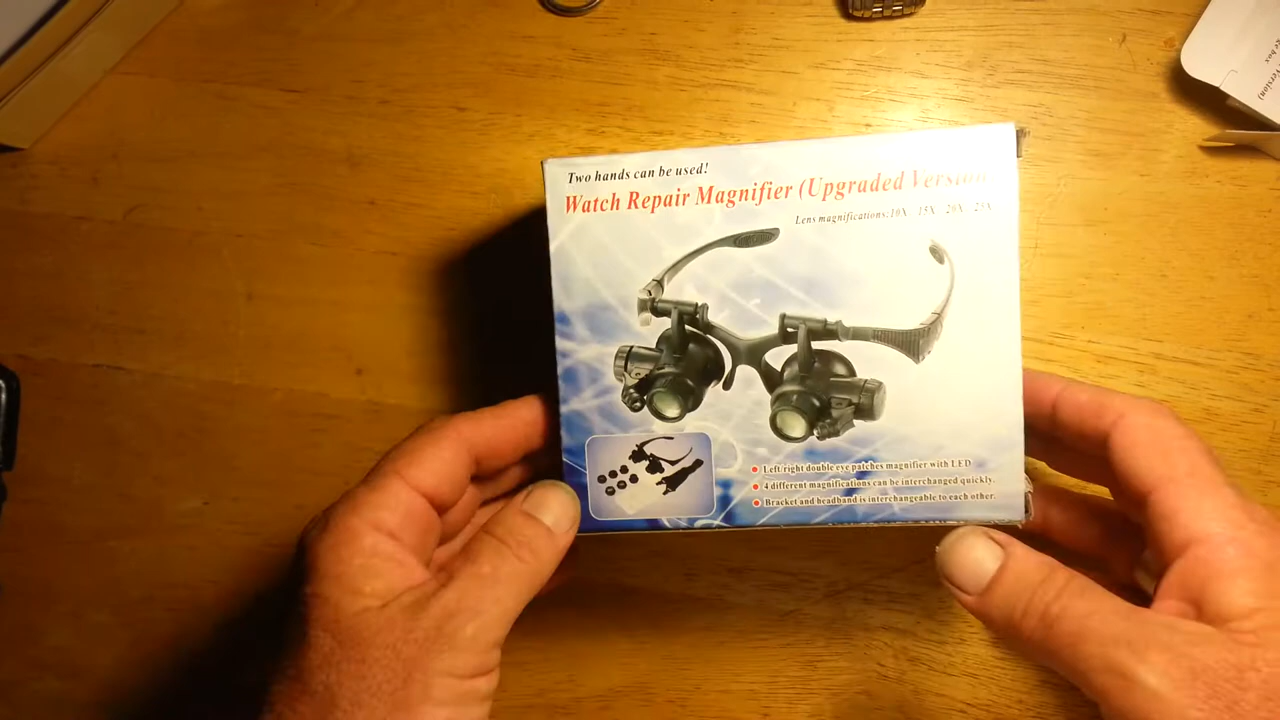 Two hands can be used!
Watch Repair Magnifier (Upgraded Version
Lens magnifications:10X 15X 20X 25X
Left/right double eye patches magnifier with LED
4 different magnifications can be interchanged quickly.
Bracket and headband is interchangeable to each other.
Version)
box